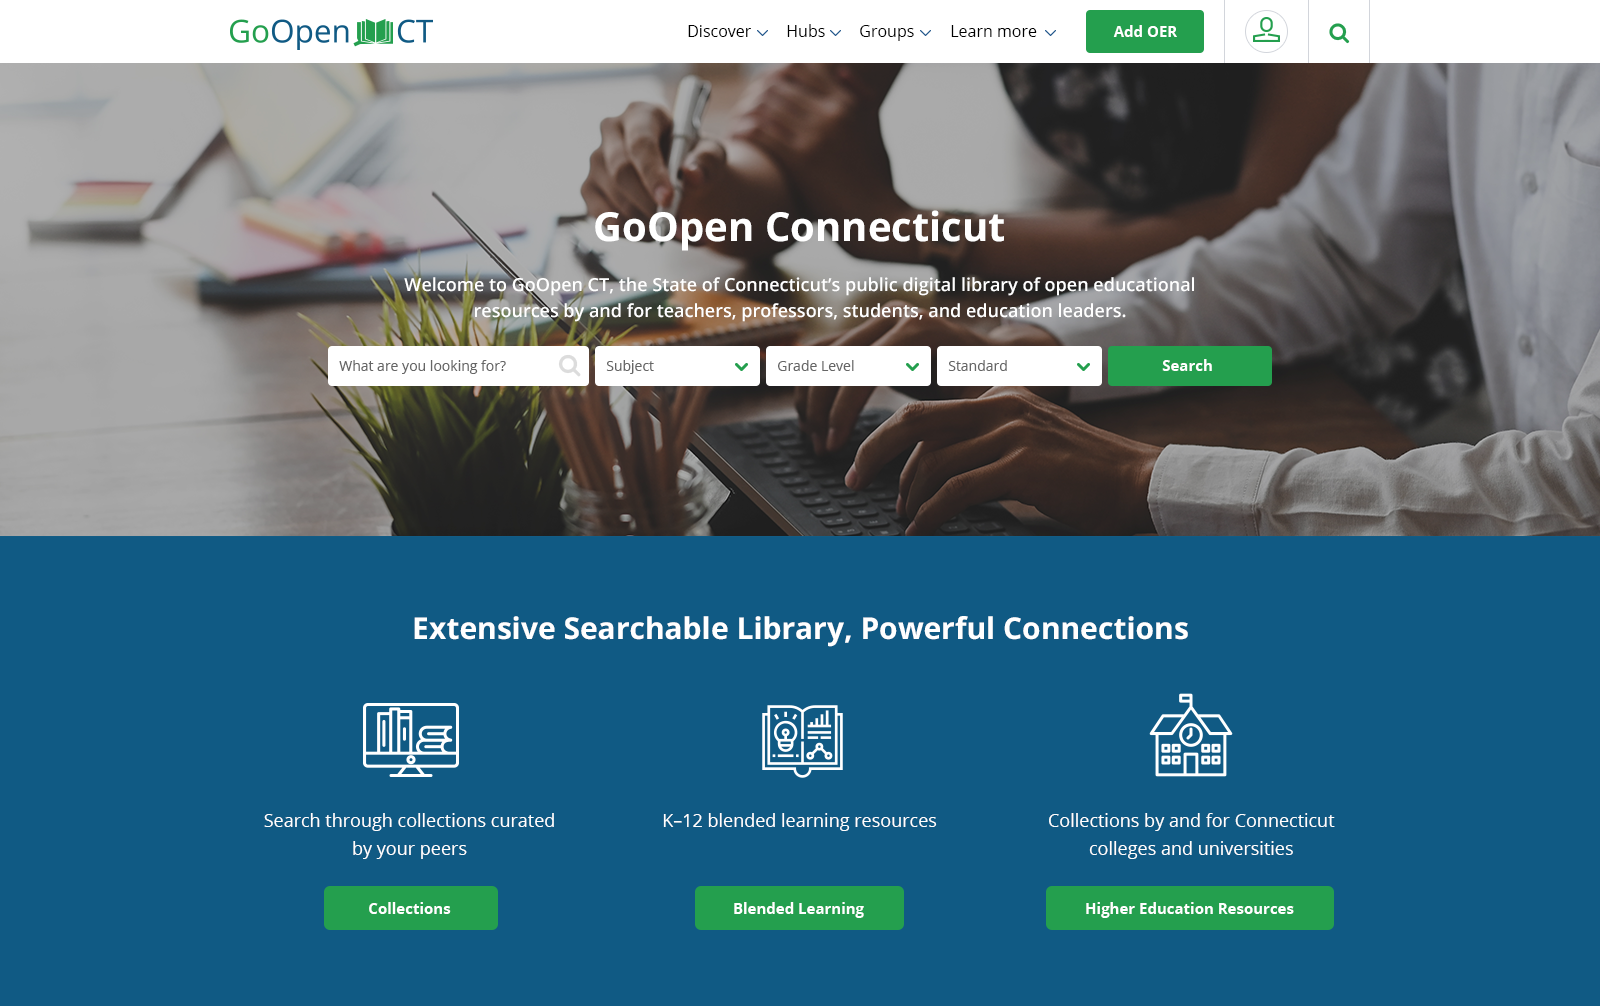 GoOpen CT
Discover Hubs Groups Learn more Add OER
GoOpen Connecticut
Welcome to GoOpen CT, the State of Connecticut’s public digital library of open educational
resources by and for teachers, professors, students, and education leaders.
What are you looking for? Subject Grade Level Standard Search
Extensive Searchable Library, Powerful Connections
Search through collections curated
by your peers
Collections
K–12 blended learning resources
Blended Learning
Collections by and for Connecticut
colleges and universities
Higher Education Resources